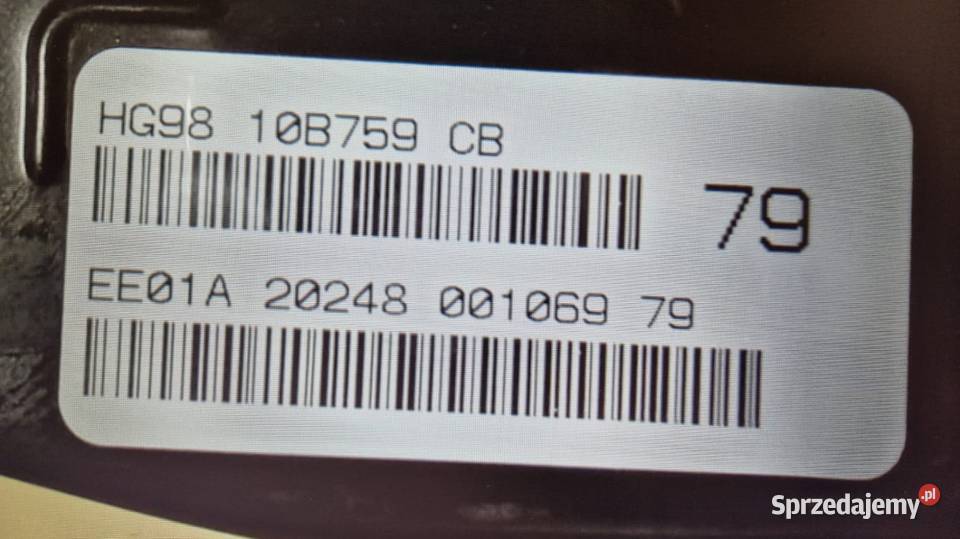 HG98 10B759 CB
79
EE01A 20248 001069 79
Sprzedajemy.pl